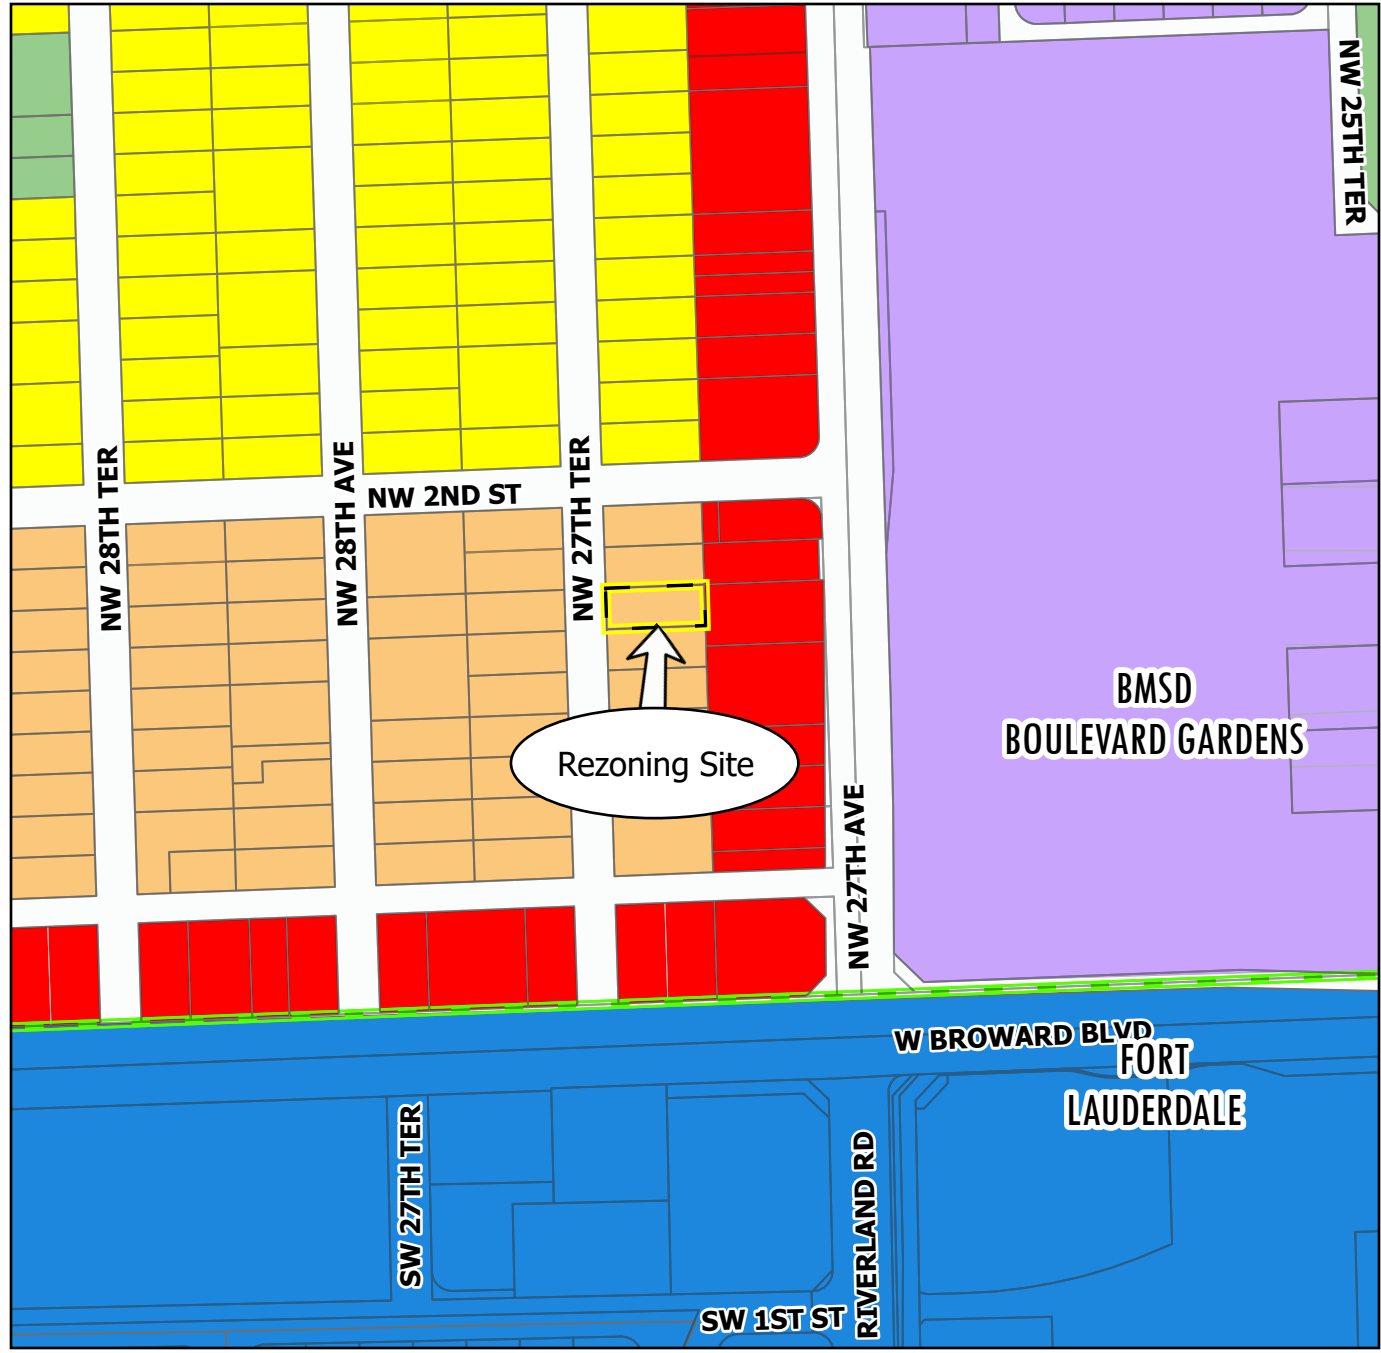 NW 25TH TER
NW 28TH TER
NW 28TH AVE
NW 2ND ST
NW 27TH TER
BMSD
BOULEVARD GARDENS
Rezoning Site
NW 27TH AVE
W BROWARD BLVD
FORT
LAUDERDALE
SW 27TH TER
RIVERLAND RD
SW 1ST ST